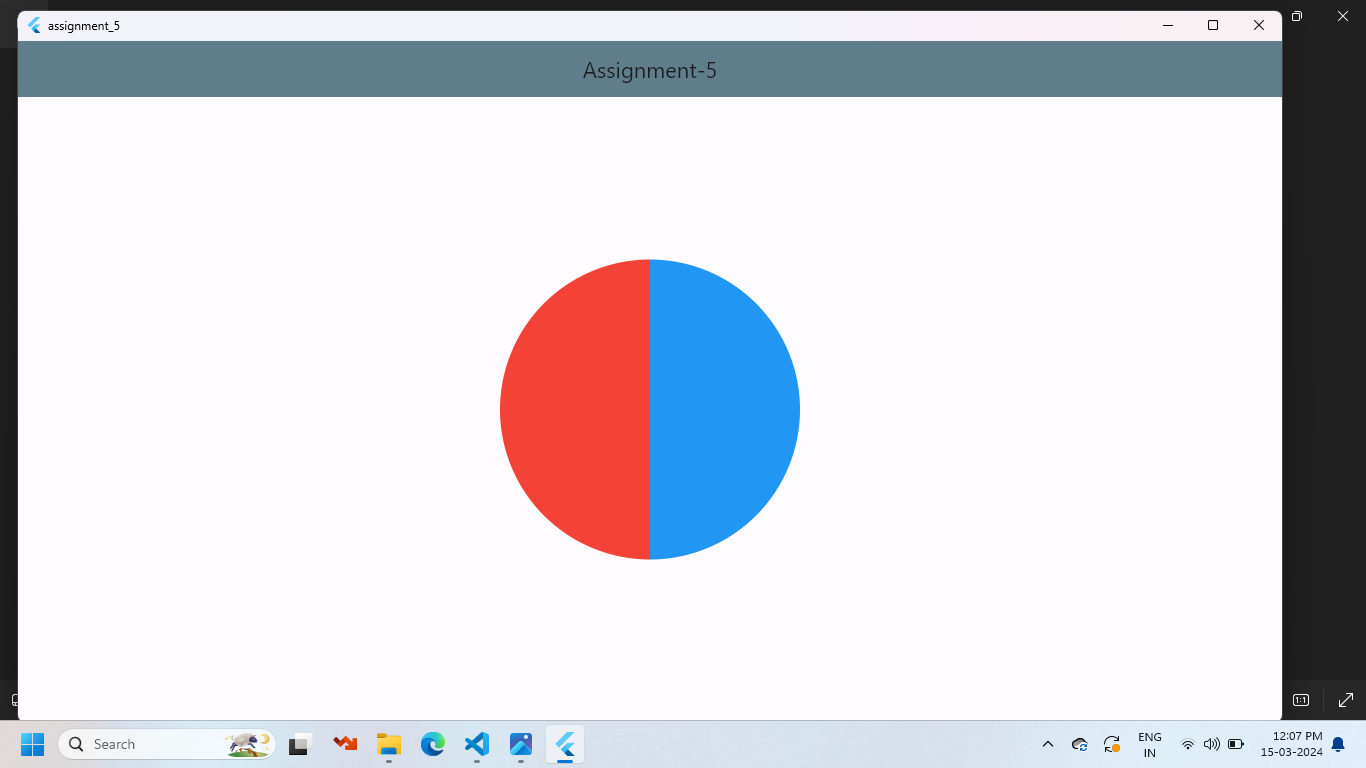 assignment_5
Assignment-5
1:1
Search
ENG
IN
12:07 PM
15-03-2024